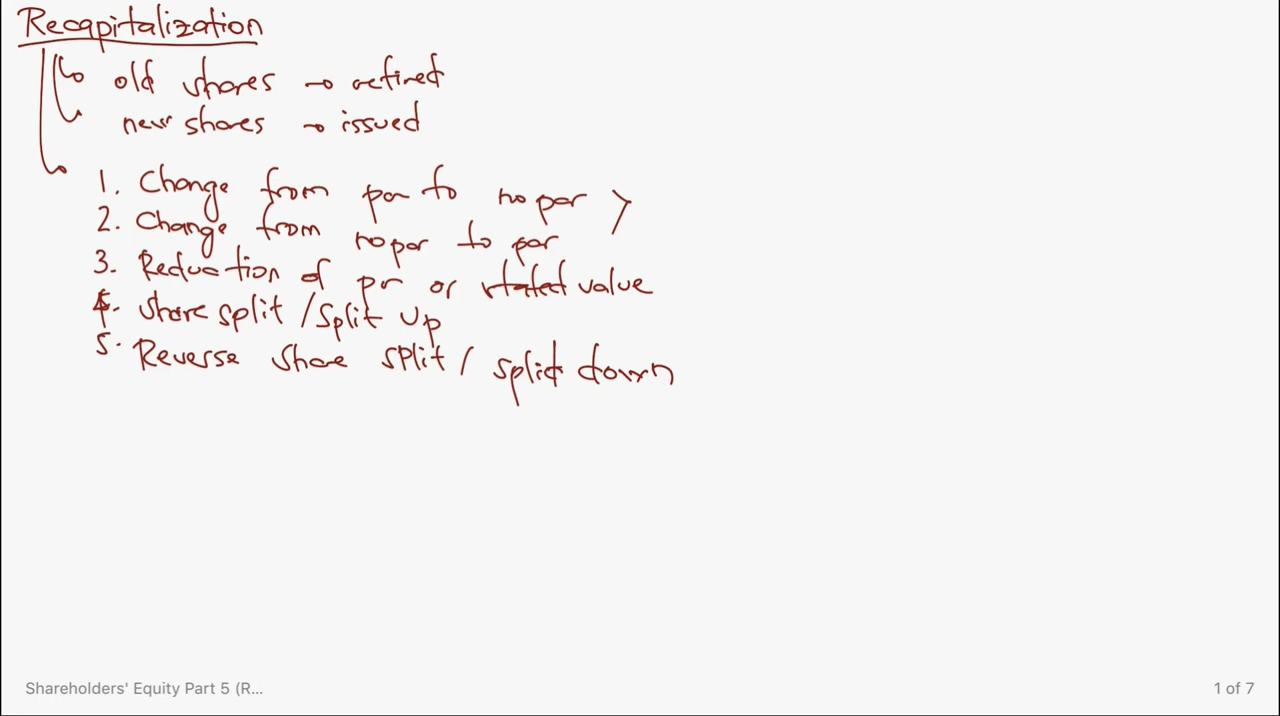 Recapitalization
old shares → retired
new shares → issued
1. Change from par to no par >
2. Change from no par to par
3. Reduction of par or stated value
4. share split / split up
5. Reverse share split / split down
Shareholders' Equity Part 5 (R...
1 of 7